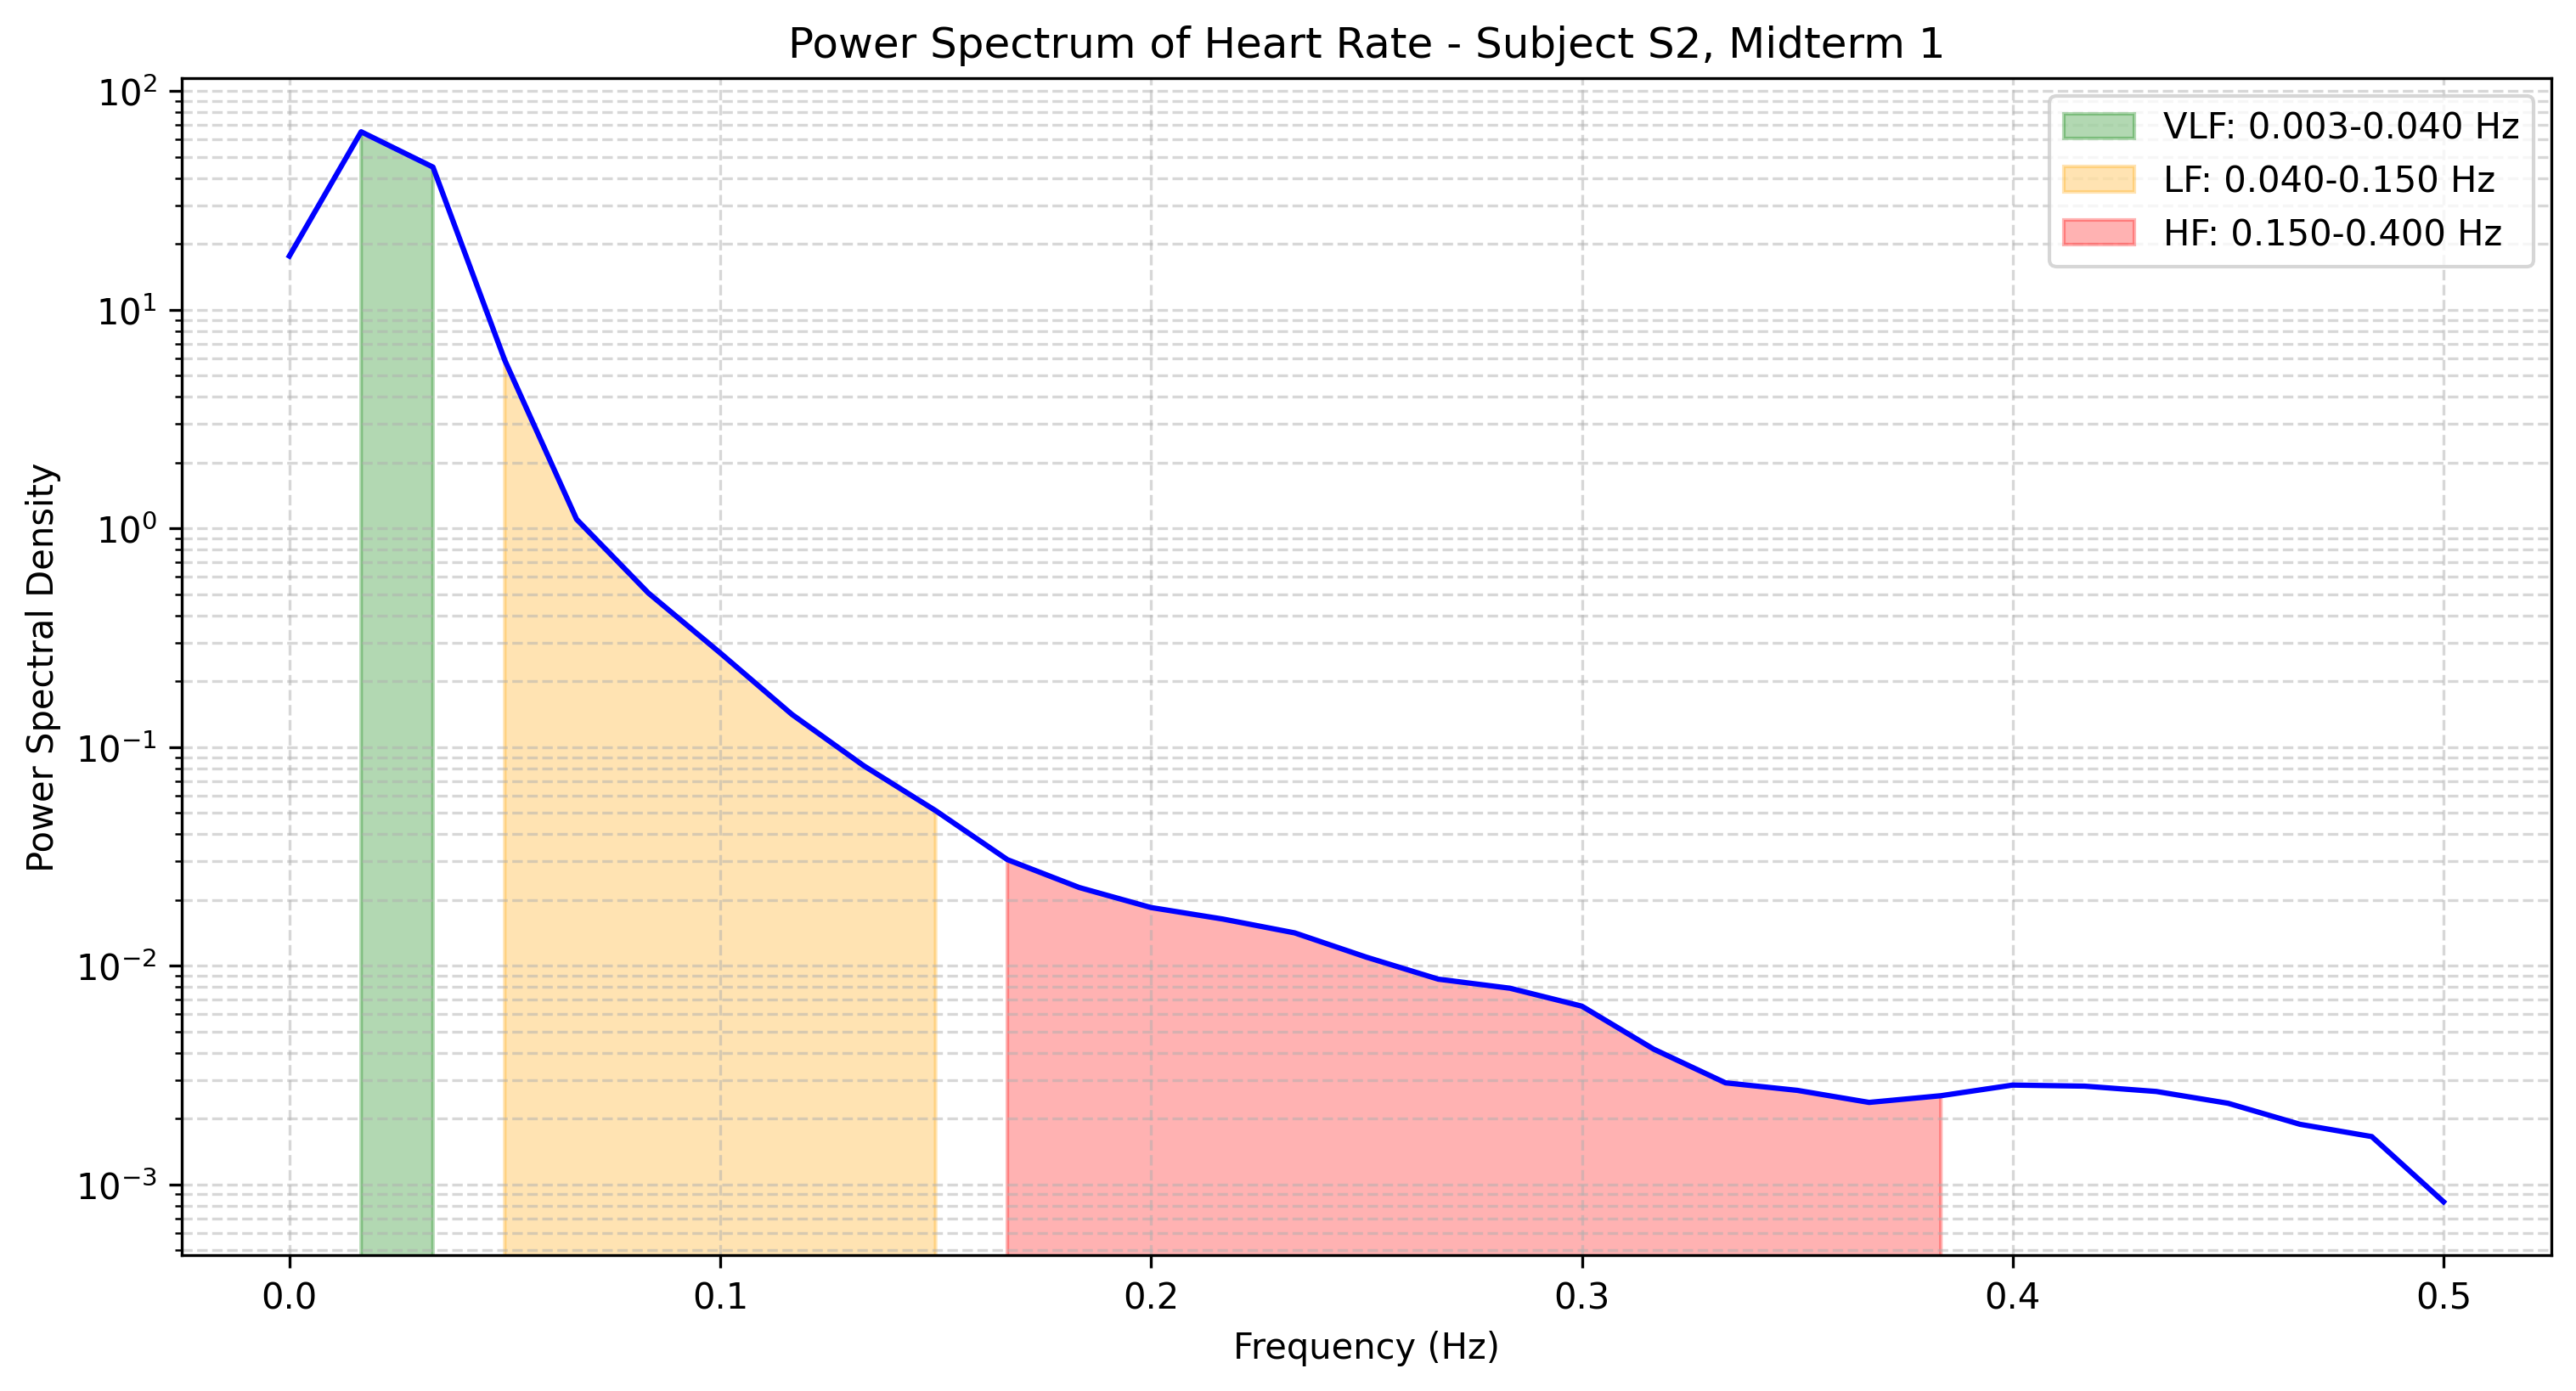 Power Spectrum of Heart Rate - Subject S2, Midterm 1
VLF: 0.003-0.040 Hz
LF: 0.040-0.150 Hz
HF: 0.150-0.400 Hz
Power Spectral Density
10²
10¹
10⁰
10⁻¹
10⁻²
10⁻³
0.0 0.1 0.2 0.3 0.4 0.5
Frequency (Hz)